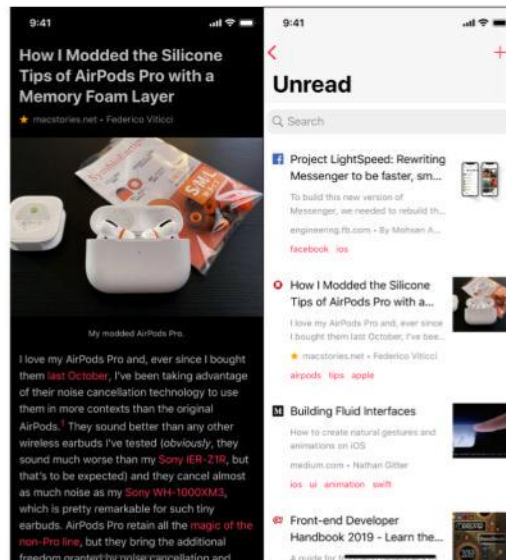 9:41
How I Modded the Silicone
Tips of AirPods Pro with a
Memory Foam Layer
★ macstories.net • Federico Viticci
My modded AirPods Pro.
I love my AirPods Pro and, ever since I bought
them last October, I've been taking advantage
of their noise cancellation technology to use
them in more contexts than the original
AirPods.¹ They sound better than any other
wireless earbuds I've tested (obviously, they
sound much worse than my Sony IER-Z1R, but
that's to be expected) and they cancel almost
as much noise as my Sony WH-1000XM3,
which is pretty remarkable for such tiny
earbuds. AirPods Pro retain all the magic of the
non-Pro line, but they bring the additional
freedom granted by noise cancellation and
9:41
Unread
Search
Project LightSpeed: Rewriting
Messenger to be faster, sm...
To build this new version of
Messenger, we needed to rebuild th...
engineering.fb.com • By Mohsen A...
facebook ios
How I Modded the Silicone
Tips of AirPods Pro with a...
I love my AirPods Pro and, ever since
I bought them last October, I've bee...
★ macstories.net • Federico Viticci
airpods tips apple
Building Fluid Interfaces
How to create natural gestures and
animations on iOS
medium.com • Nathan Gitter
ios ui animation swift
Front-end Developer
Handbook 2019 - Learn the...
A guide for